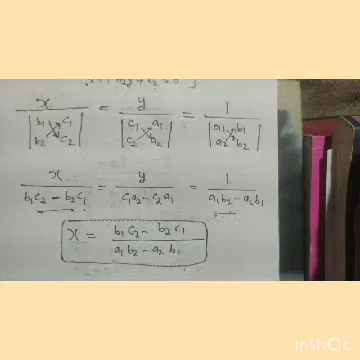 x / |b₁ c₁ b₂ c₂| = y / |c₁ a₁ c₂ a₂| = 1 / |a₁ b₁ a₂ b₂|
x / b₁c₂ - b₂c₁ = y / c₁a₂ - c₂a₁ = 1 / a₁b₂ - a₂b₁
x = b₁c₂ - b₂c₁ / a₁b₂ - a₂b₁
InShOt